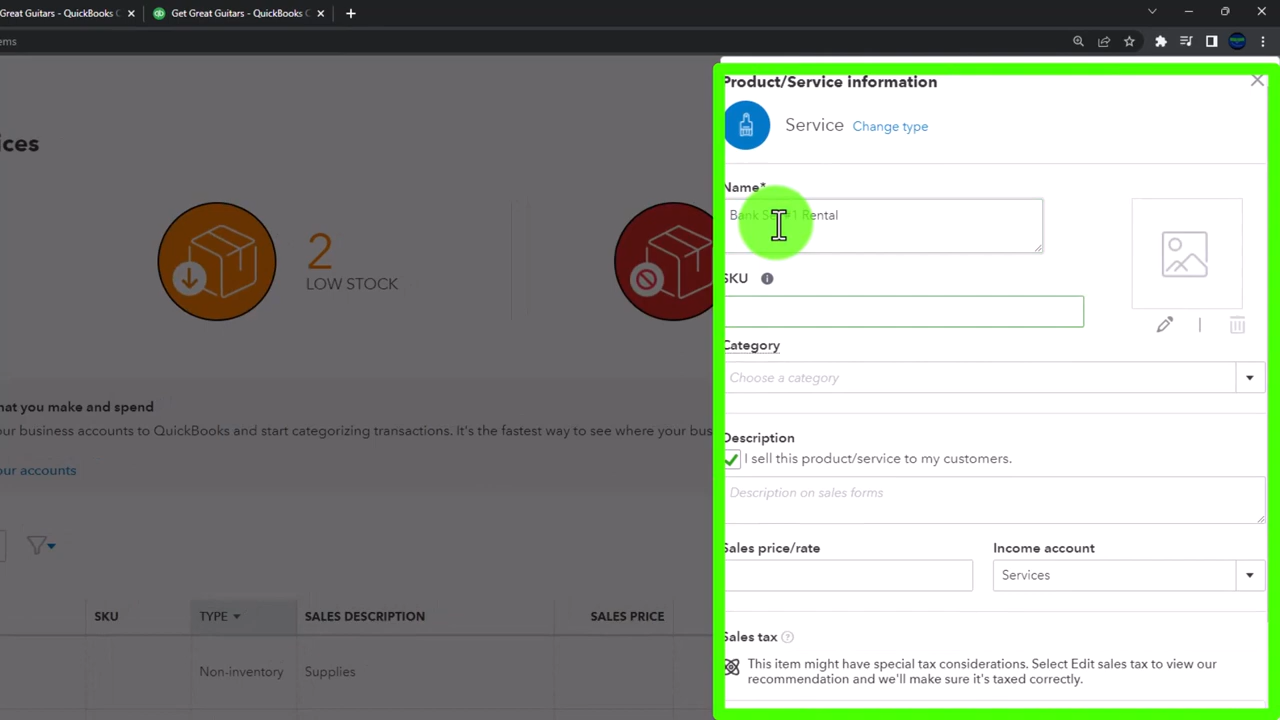 Great Guitars - QuickBooks C
Get Great Guitars - QuickBooks C
ems
Product/Service information
Service Change type
ices
Name*
Bank S #1 Rental
SKU
2
LOW STOCK
Category
Choose a category
hat you make and spend
our business accounts to QuickBooks and start categorizing transactions. It's the fastest way to see where your bus
our accounts
Description
I sell this product/service to my customers.
Description on sales forms
Sales price/rate
Income account
Services
SKU
TYPE
SALES DESCRIPTION
SALES PRICE
Sales tax
This item might have special tax considerations. Select Edit sales tax to view our
recommendation and we'll make sure it's taxed correctly.
Non-inventory
Supplies